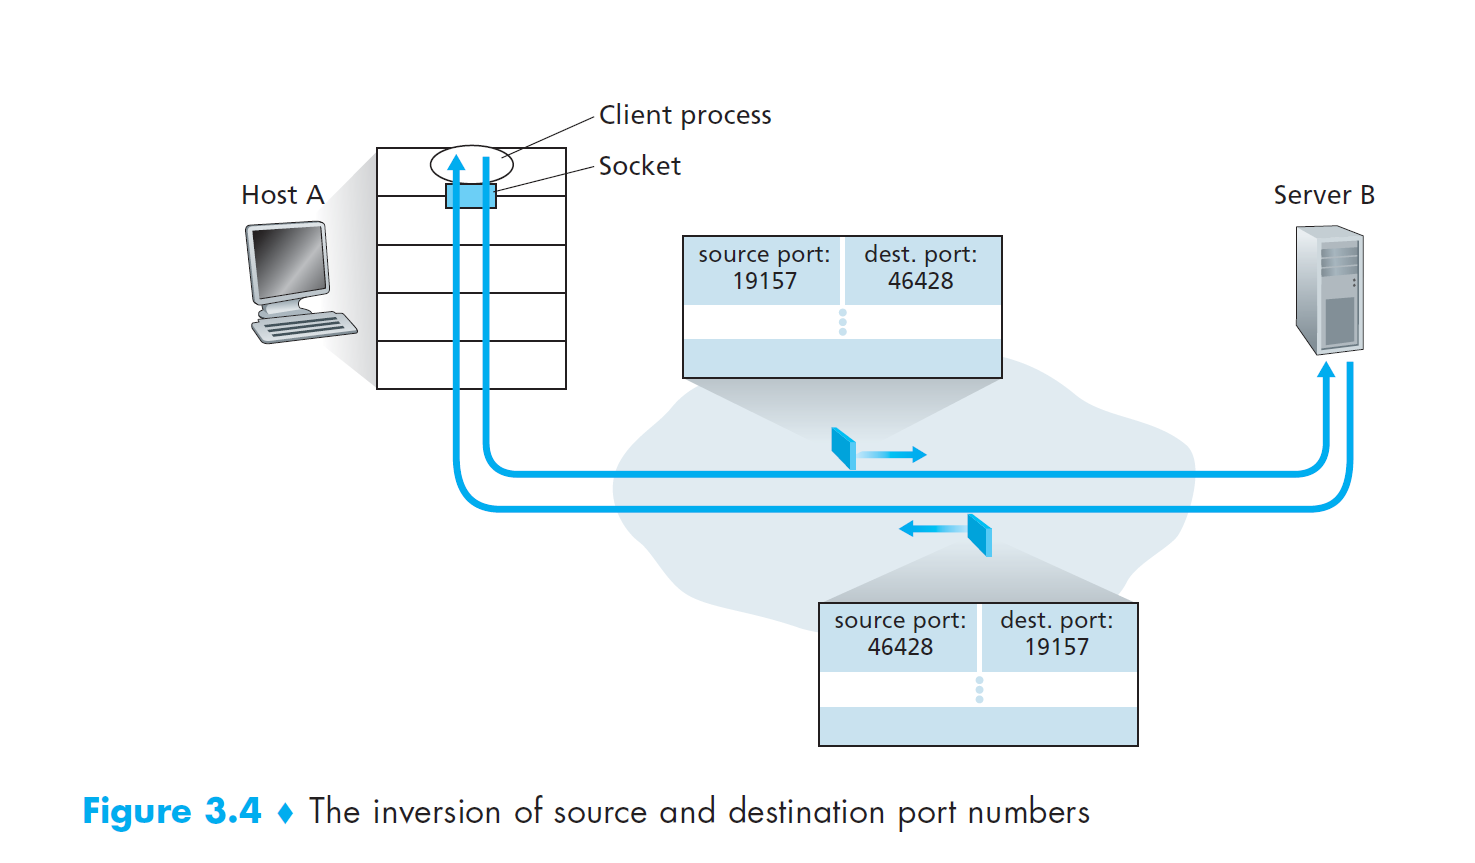 Client process
Socket
Host A
Server B
source port:
19157
dest. port:
46428
source port:
46428
dest. port:
19157
Figure 3.4 ♦ The inversion of source and destination port numbers